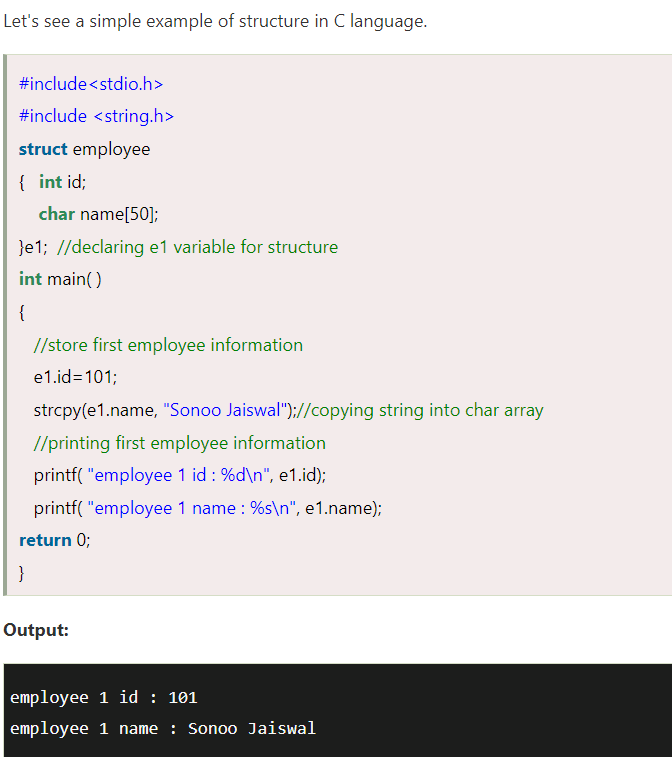 Let's see a simple example of structure in C language.
#include<stdio.h>
#include <string.h>
struct employee
{   int id;
    char name[50];
}e1;  //declaring e1 variable for structure
int main( )
{
   //store first employee information
   e1.id=101;
   strcpy(e1.name, "Sonoo Jaiswal");//copying string into char array
   //printing first employee information
   printf( "employee 1 id : %d\n", e1.id);
   printf( "employee 1 name : %s\n", e1.name);
return 0;
}
Output:
employee 1 id : 101
employee 1 name : Sonoo Jaiswal